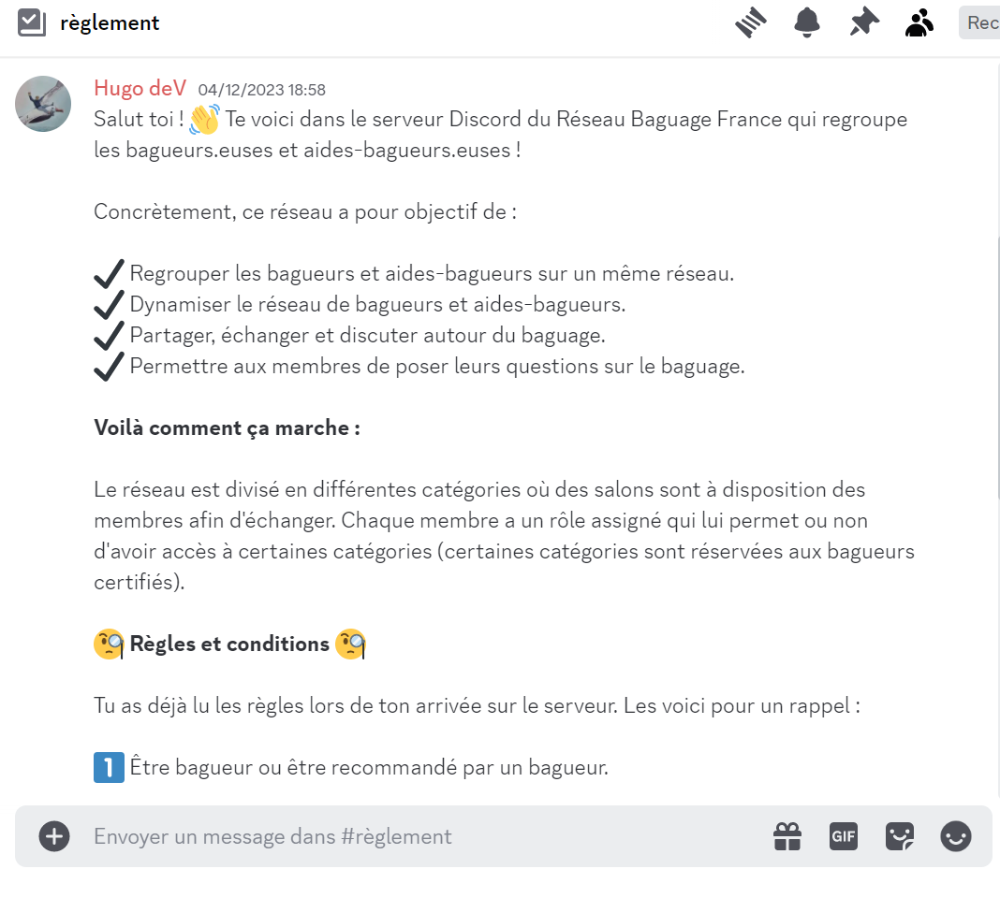 règlement
Rec
Hugo deV 04/12/2023 18:58
Salut toi ! 👋 Te voici dans le serveur Discord du Réseau Baguage France qui regroupe
les bagueurs.euses et aides-bagueurs.euses !
Concrètement, ce réseau a pour objectif de :
✔ Regrouper les bagueurs et aides-bagueurs sur un même réseau.
✔ Dynamiser le réseau de bagueurs et aides-bagueurs.
✔ Partager, échanger et discuter autour du baguage.
✔ Permettre aux membres de poser leurs questions sur le baguage.
Voilà comment ça marche :
Le réseau est divisé en différentes catégories où des salons sont à disposition des
membres afin d'échanger. Chaque membre a un rôle assigné qui lui permet ou non
d'avoir accès à certaines catégories (certaines catégories sont réservées aux bagueurs
certifiés).
🧐 Règles et conditions 🧐
Tu as déjà lu les règles lors de ton arrivée sur le serveur. Les voici pour un rappel :
1 Être bagueur ou être recommandé par un bagueur.
Envoyer un message dans #règlement
GIF